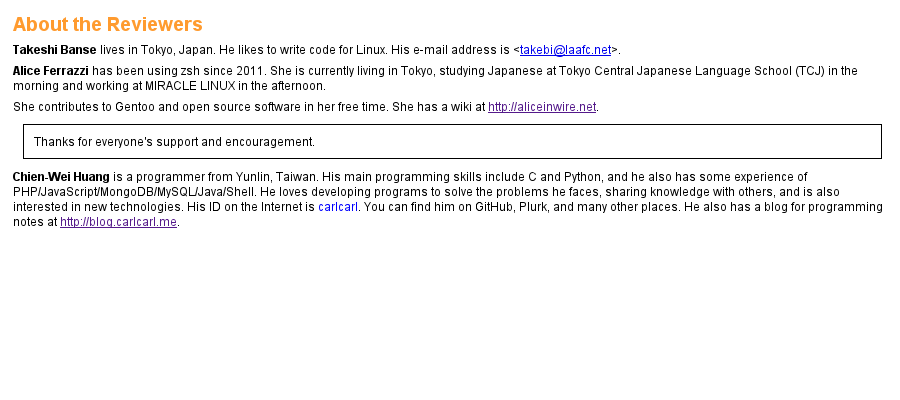 About the Reviewers
Takeshi Banse lives in Tokyo, Japan. He likes to write code for Linux. His e-mail address is <takebi@laafc.net>.
Alice Ferrazzi has been using zsh since 2011. She is currently living in Tokyo, studying Japanese at Tokyo Central Japanese Language School (TCJ) in the
morning and working at MIRACLE LINUX in the afternoon.
She contributes to Gentoo and open source software in her free time. She has a wiki at http://aliceinwire.net.
Thanks for everyone's support and encouragement.
Chien-Wei Huang is a programmer from Yunlin, Taiwan. His main programming skills include C and Python, and he also has some experience of
PHP/JavaScript/MongoDB/MySQL/Java/Shell. He loves developing programs to solve the problems he faces, sharing knowledge with others, and is also
interested in new technologies. His ID on the Internet is carlcarl. You can find him on GitHub, Plurk, and many other places. He also has a blog for programming
notes at http://blog.carlcarl.me.